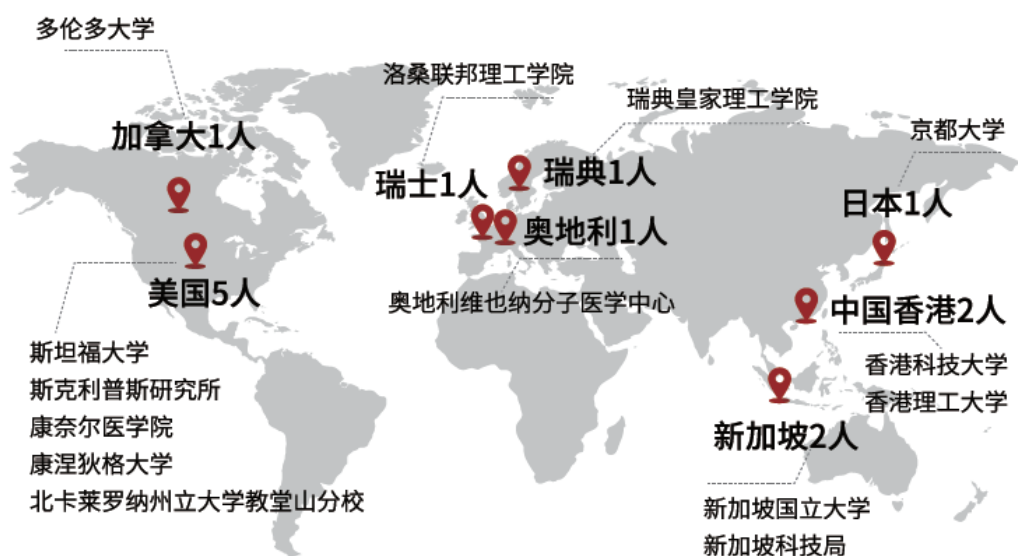 多伦多大学
加拿大1人
美国5人
斯坦福大学
斯克利普斯研究所
康奈尔医学院
康涅狄格大学
北卡莱罗纳州立大学教堂山分校
洛桑联邦理工学院
瑞士1人
瑞典皇家理工学院
瑞典1人
奥地利1人
奥地利维也纳分子医学中心
京都大学
日本1人
中国香港2人
香港科技大学
香港理工大学
新加坡2人
新加坡国立大学
新加坡科技局